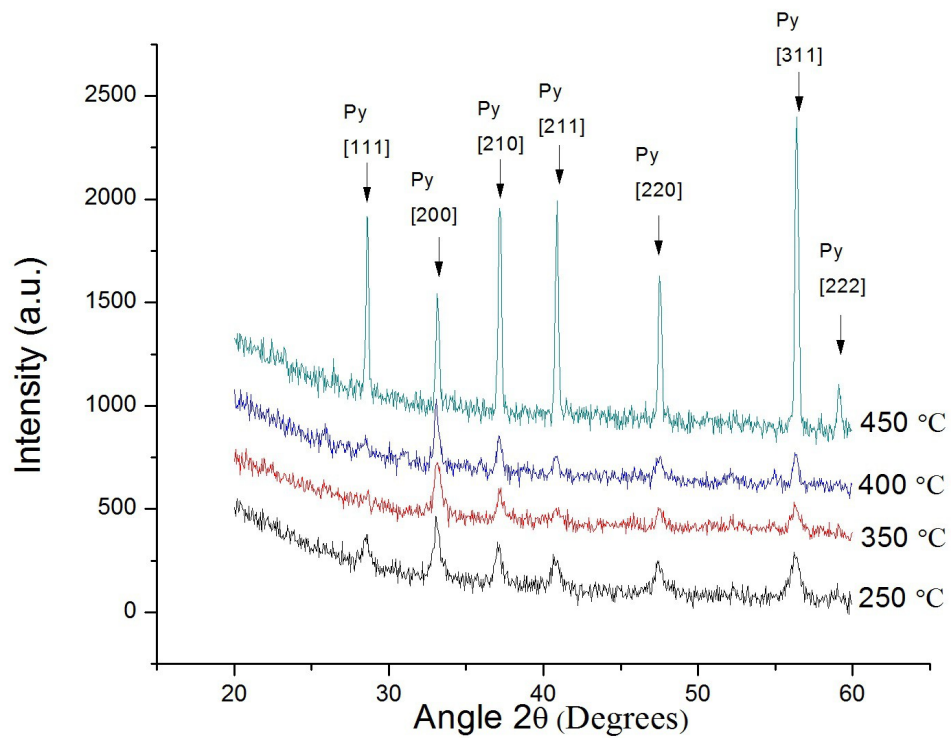 Py
[311]
2500
Py
[111]
Py
[210]
Py
[211]
Py
[200]
Py
[220]
Py
[222]
2000
1500
1000
500
0
450 °C
400 °C
350 °C
250 °C
20
30
40
50
60
Intensity (a.u.)
Angle 2θ (Degrees)